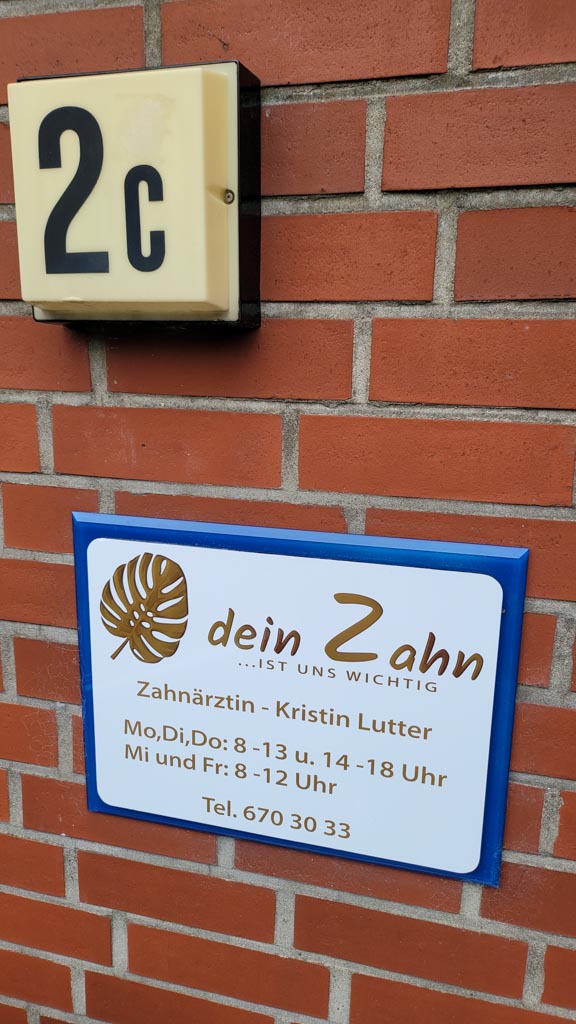 2c
dein Zahn
...IST UNS WICHTIG
Zahnärztin - Kristin Lutter
Mo,Di,Do: 8 -13 u. 14 -18 Uhr
Mi und Fr: 8 -12 Uhr
Tel. 670 30 33